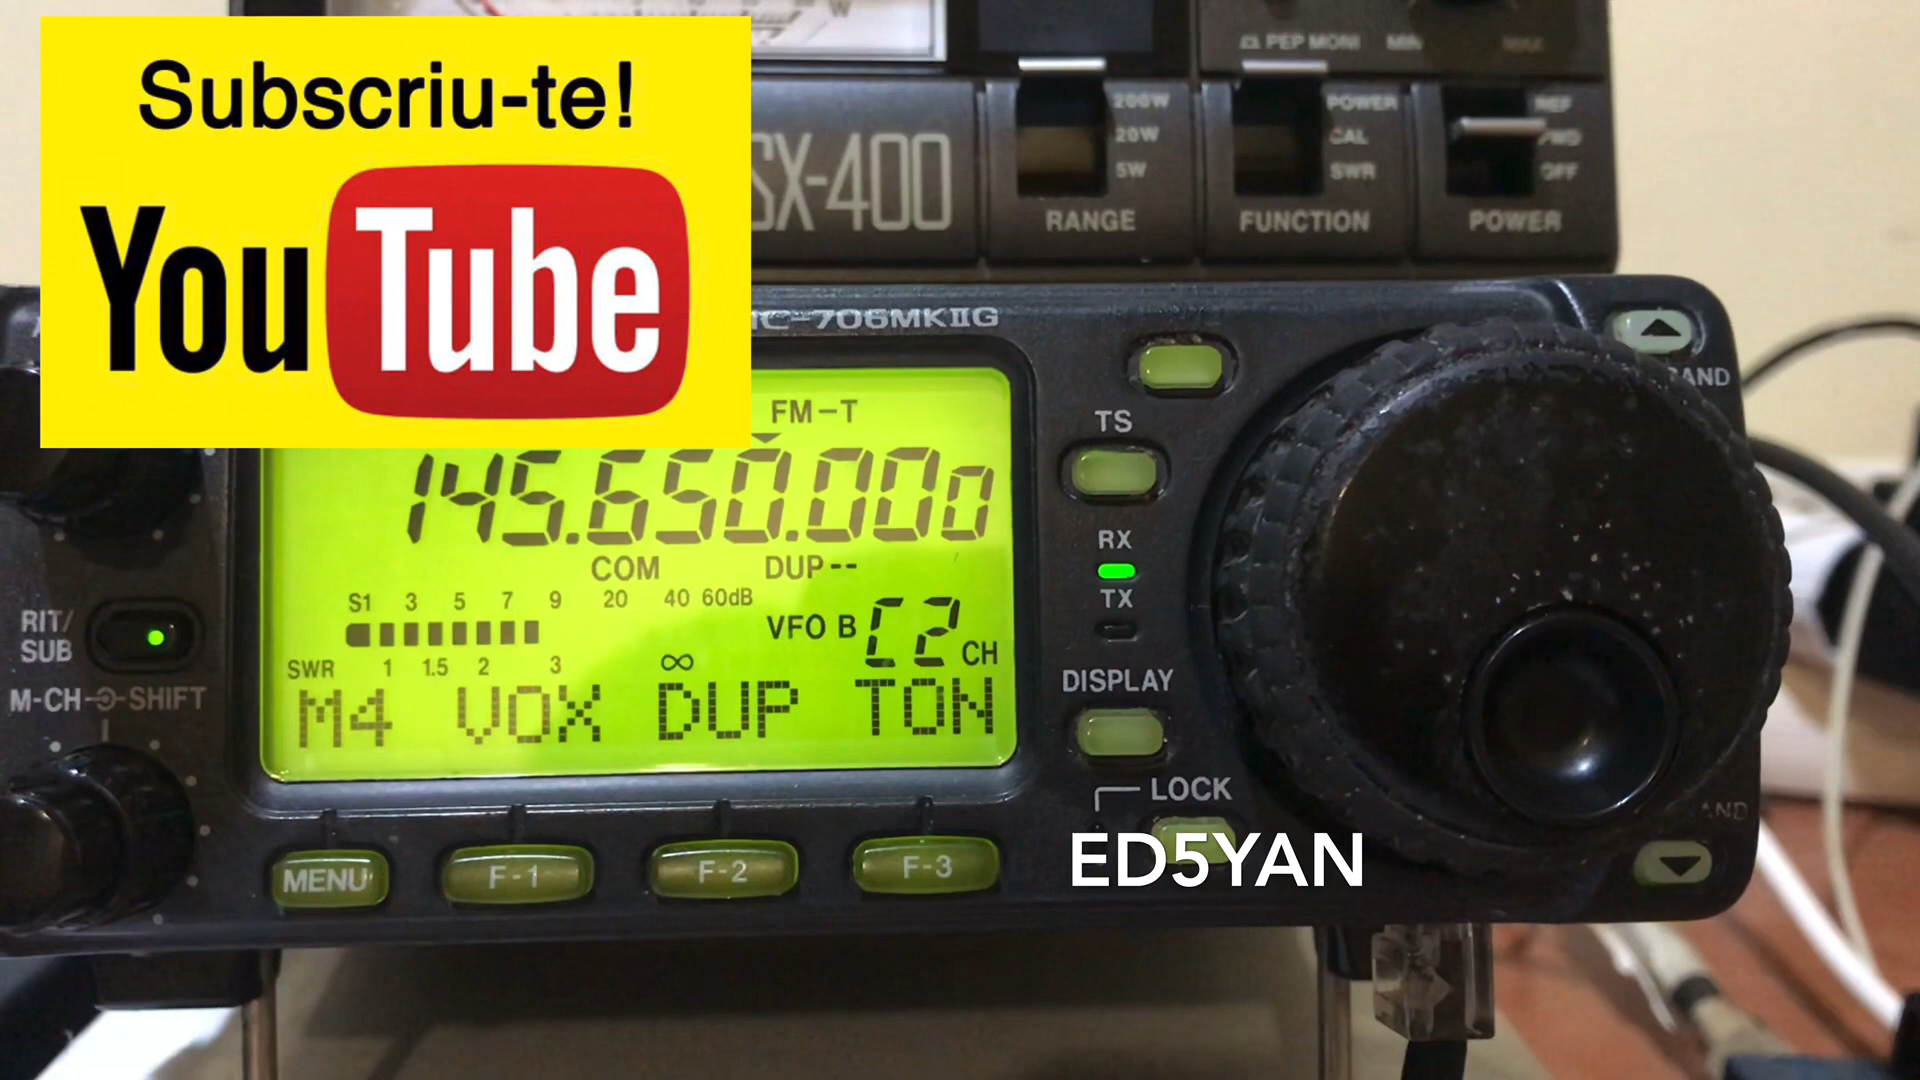 Subscriu-te!
YouTube
W
PEP MONI MIN MAX
SX-400
200W
20W
5W
RANGE
POWER
CAL
SWR
FUNCTION
REF
FWD
OFF
POWER
IC-706MKIIG
FM-T
145.650.000
COM DUP--
S1 3 5 7 9 20 40 60dB
VFO B C2 CH
SWR 1 1.5 2 3 ∞
M4 VOX DUP TON
RIT/
SUB
M-CH SHIFT
TS
RX
TX
DISPLAY
LOCK
BAND
MENU F-1 F-2 F-3
ED5YAN